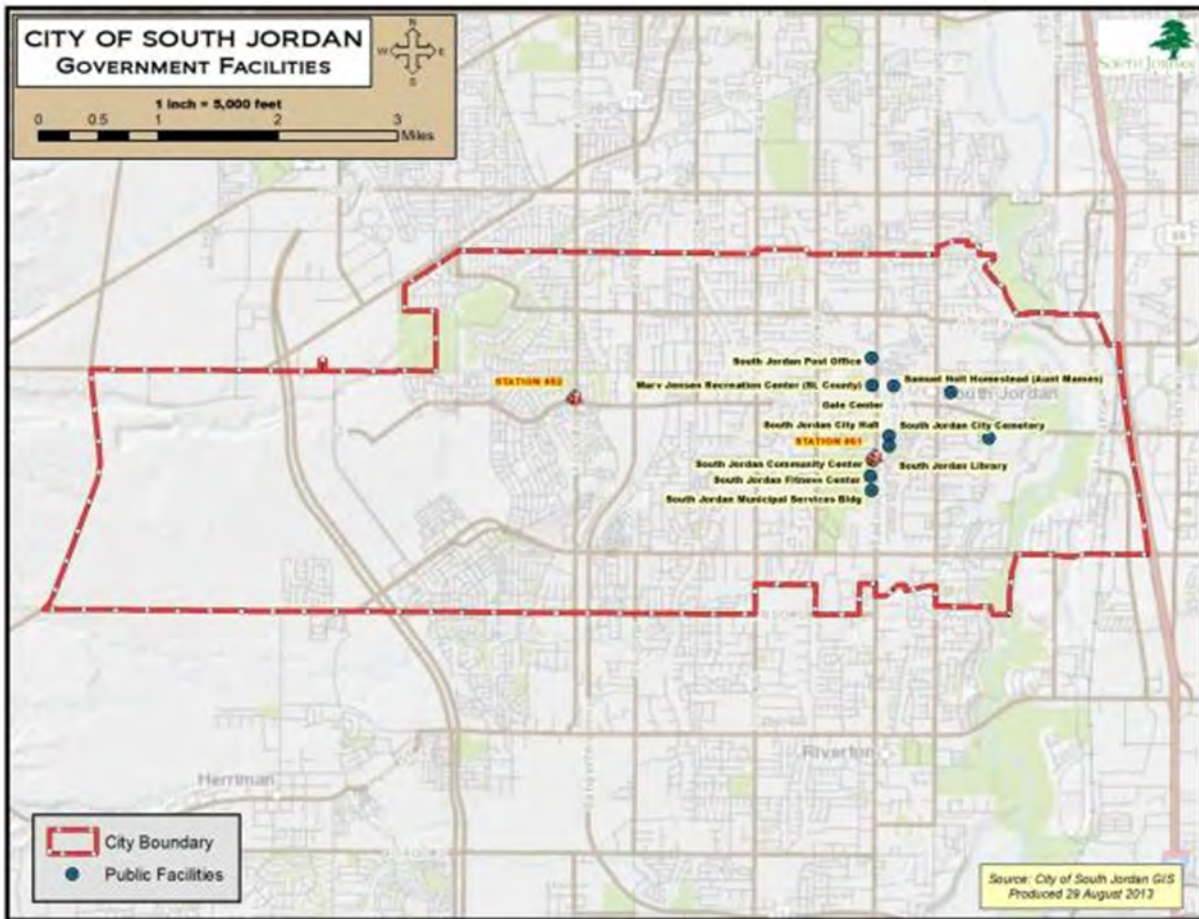 CITY OF SOUTH JORDAN
GOVERNMENT FACILITIES
N
W E
S
1 inch = 5,000 feet
0 0.5 1 2 3
Miles
SOUTH JORDAN
South Jordan Post Office
STATION #62
Marv Jensen Recreation Center (SL County)
Samuel Holt Homestead (Aunt Mames)
South Jordan
Gale Center
South Jordan City Hall
South Jordan City Cemetery
STATION #61
South Jordan Community Center
South Jordan Library
South Jordan Fitness Center
South Jordan Municipal Services Bldg
Riverton
Herriman
City Boundary
Public Facilities
Source: City of South Jordan GIS
Produced 29 August 2013